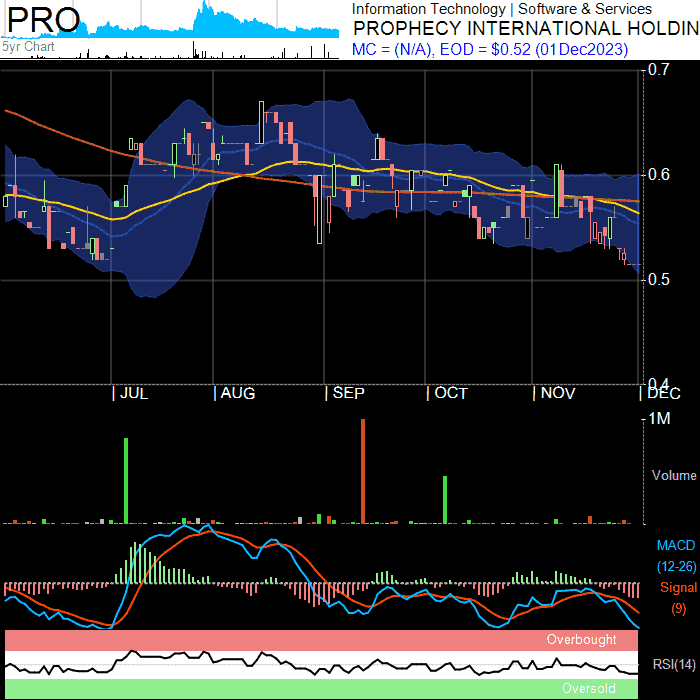 PRO
5yr Chart
Information Technology | Software & Services
PROPHECY INTERNATIONAL HOLDIN
MC = (N/A), EOD = $0.52 (01Dec2023)
0.7
0.6
0.5
0.4
| JUL | AUG | SEP | OCT | NOV | DEC
1M
Volume
MACD
(12-26)
Signal
(9)
Overbought
RSI(14)
Oversold